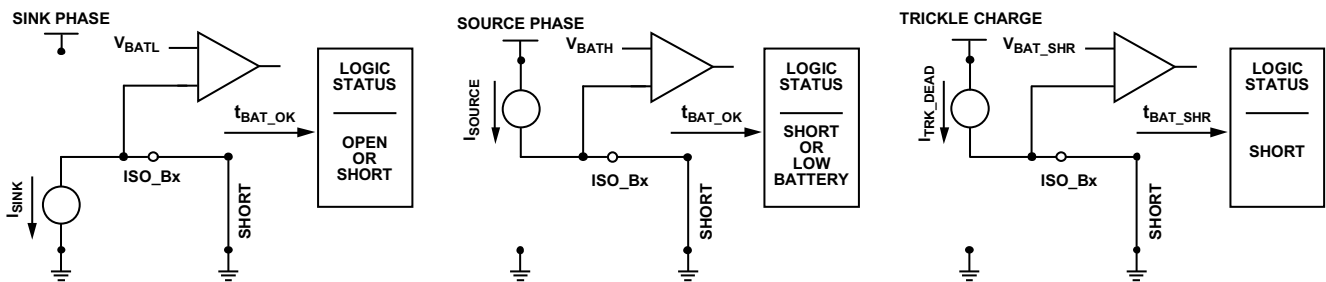 SINK PHASE
V_BATL
LOGIC
STATUS
t_BAT_OK
OPEN
OR
SHORT
ISO_Bx
I_SINK
SHORT
SOURCE PHASE
V_BATH
LOGIC
STATUS
I_SOURCE
t_BAT_OK
SHORT
OR
LOW
BATTERY
ISO_Bx
SHORT
TRICKLE CHARGE
V_BAT_SHR
LOGIC
STATUS
I_TRK_DEAD
t_BAT_SHR
SHORT
ISO_Bx
SHORT